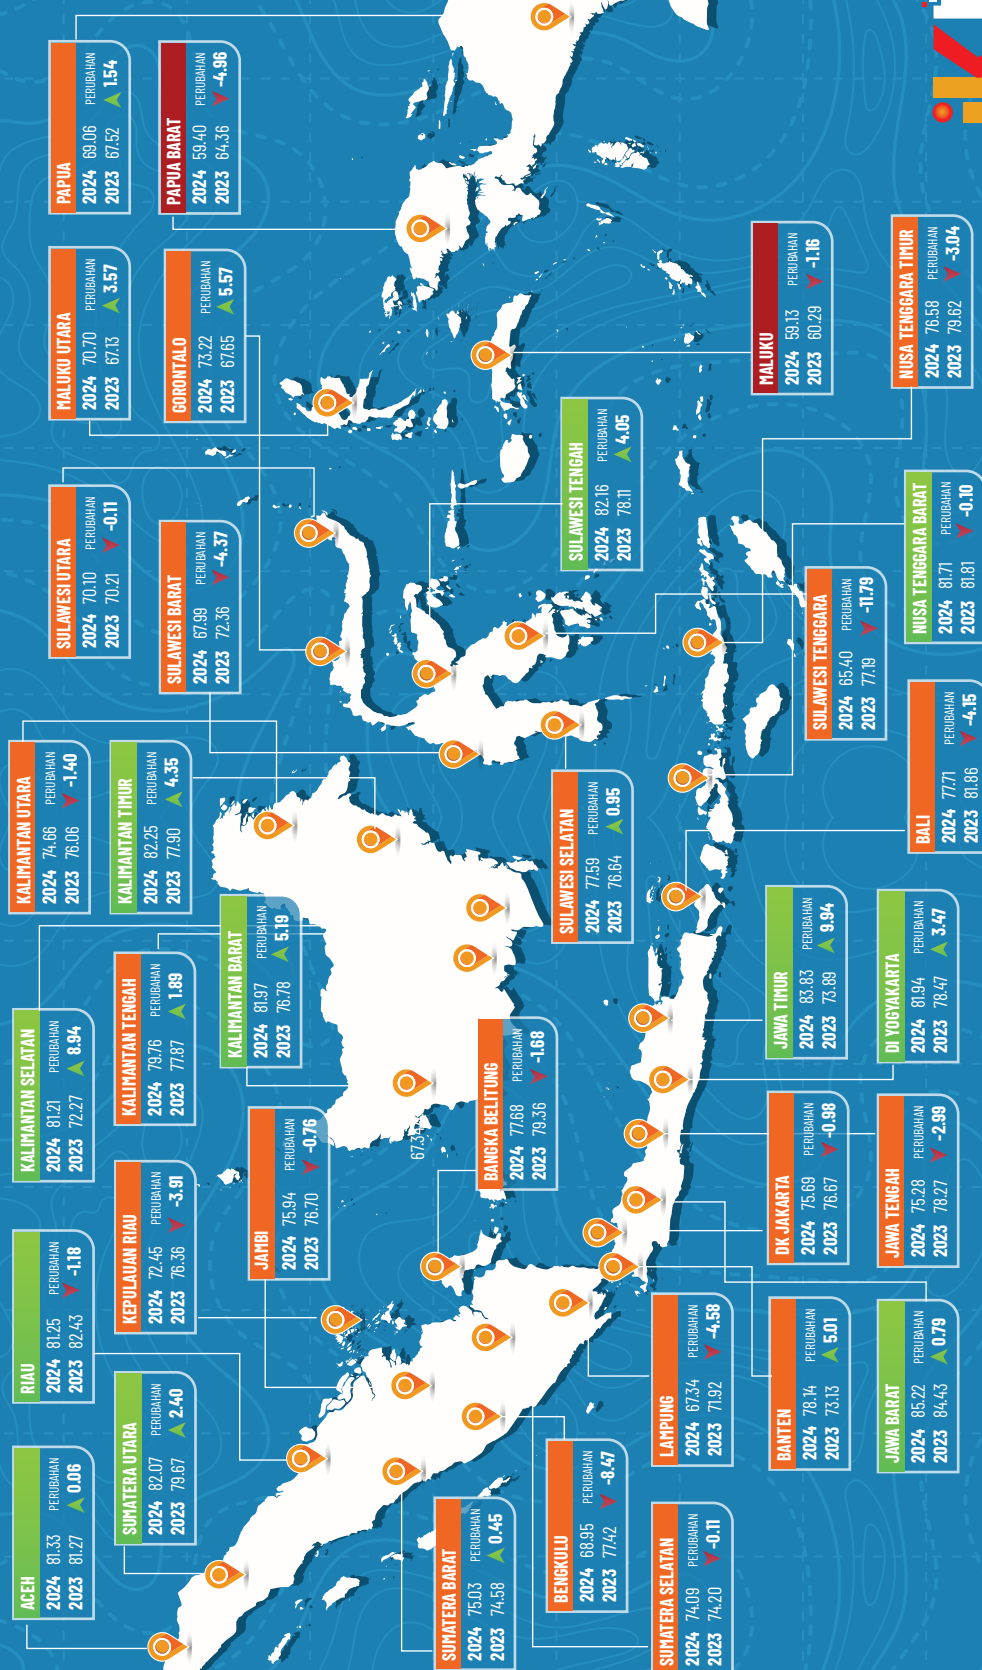 ACEH
2024 81.33 PERUBAHAN
2023 81.27 0.06
SUMATERA UTARA
2024 82.07 PERUBAHAN
2023 79.67 2.40
RIAU
2024 81.25 PERUBAHAN
2023 82.43 -1.18
KEPULAUAN RIAU
2024 72.45 PERUBAHAN
2023 76.36 -3.91
JAMBI
2024 75.94 PERUBAHAN
2023 76.70 -0.76
KALIMANTAN SELATAN
2024 81.21 PERUBAHAN
2023 72.27 8.94
KALIMANTAN TENGAH
2024 79.76 PERUBAHAN
2023 77.87 1.89
KALIMANTAN BARAT
2024 81.97 PERUBAHAN
2023 76.78 5.19
KALIMANTAN UTARA
2024 74.66 PERUBAHAN
2023 76.06 -1.40
KALIMANTAN TIMUR
2024 82.25 PERUBAHAN
2023 77.90 4.35
SULAWESI UTARA
2024 70.10 PERUBAHAN
2023 70.21 -0.11
SULAWESI BARAT
2024 67.99 PERUBAHAN
2023 72.36 -4.37
MALUKU UTARA
2024 70.70 PERUBAHAN
2023 67.13 3.57
GORONTALO
2024 73.22 PERUBAHAN
2023 67.65 5.57
PAPUA
2024 69.06 PERUBAHAN
2023 67.52 1.54
PAPUA BARAT
2024 59.40 PERUBAHAN
2023 64.36 -4.96
67.34
SUMATERA BARAT
2024 75.03 PERUBAHAN
2023 74.58 0.45
BENGKULU
2024 68.95 PERUBAHAN
2023 77.42 -8.47
SUMATERA SELATAN
2024 74.09 PERUBAHAN
2023 74.20 -0.11
LAMPUNG
2024 67.34 PERUBAHAN
2023 71.92 -4.58
BANTEN
2024 78.14 PERUBAHAN
2023 73.13 5.01
JAWA BARAT
2024 85.22 PERUBAHAN
2023 84.43 0.79
BANGKA BELITUNG
2024 77.68 PERUBAHAN
2023 79.36 -1.68
DK JAKARTA
2024 75.69 PERUBAHAN
2023 76.67 -0.98
JAWA TENGAH
2024 75.28 PERUBAHAN
2023 78.27 -2.99
JAWA TIMUR
2024 83.83 PERUBAHAN
2023 73.89 9.94
DI YOGYAKARTA
2024 81.94 PERUBAHAN
2023 78.47 3.47
SULAWESI SELATAN
2024 77.59 PERUBAHAN
2023 76.64 0.95
BALI
2024 77.71 PERUBAHAN
2023 81.86 -4.15
SULAWESI TENGGARA
2024 65.40 PERUBAHAN
2023 77.19 -11.79
SULAWESI TENGAH
2024 82.16 PERUBAHAN
2023 78.11 4.05
NUSA TENGGARA BARAT
2024 81.71 PERUBAHAN
2023 81.81 -0.10
MALUKU
2024 59.13 PERUBAHAN
2023 60.29 -1.16
NUSA TENGGARA TIMUR
2024 76.58 PERUBAHAN
2023 79.62 -3.04